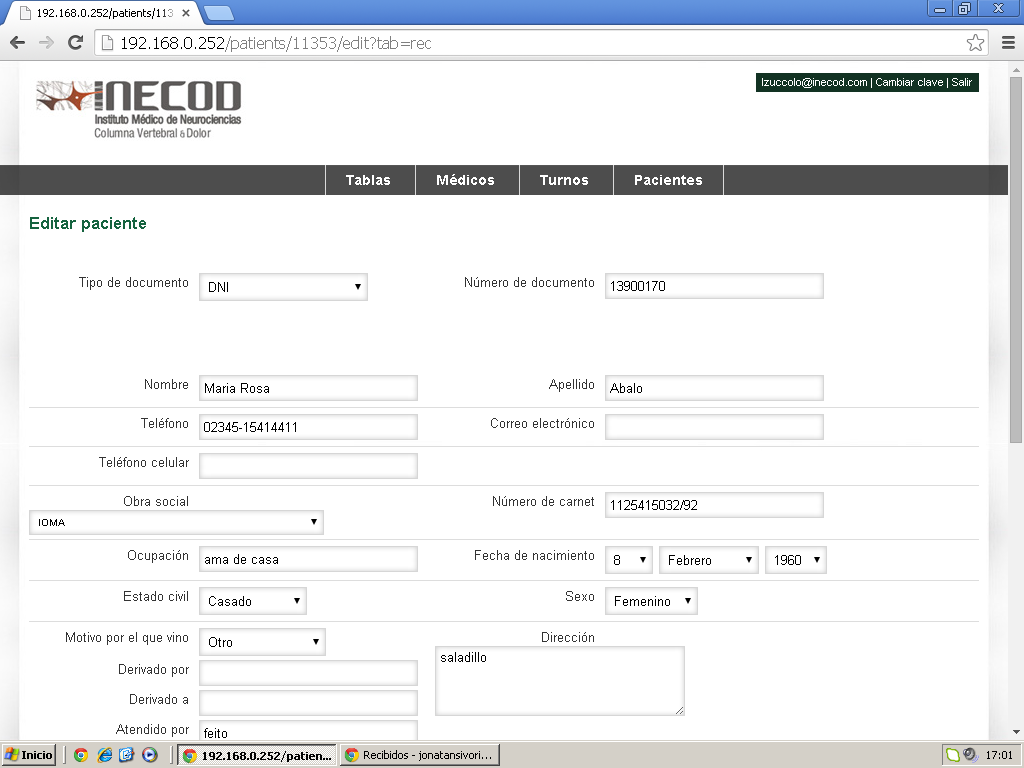 192.168.0.252/patients/113
192.168.0.252/patients/11353/edit?tab=rec
INECOD
Instituto Médico de Neurociencias
Columna Vertebral & Dolor
lzuccolo@inecod.com | Cambiar clave | Salir
Tablas Médicos Turnos Pacientes
Editar paciente
Tipo de documento DNI Número de documento 13900170
Nombre Maria Rosa Apellido Abalo
Teléfono 02345-15414411 Correo electrónico
Teléfono celular
Obra social Número de carnet 1125415032/92
IOMA
Ocupación ama de casa Fecha de nacimiento 8 Febrero 1960
Estado civil Casado Sexo Femenino
Motivo por el que vino Otro Dirección
saladillo
Derivado por
Derivado a
Atendido por feito
Inicio 192.168.0.252/patien... Recibidos - jonatansivori... 17:01